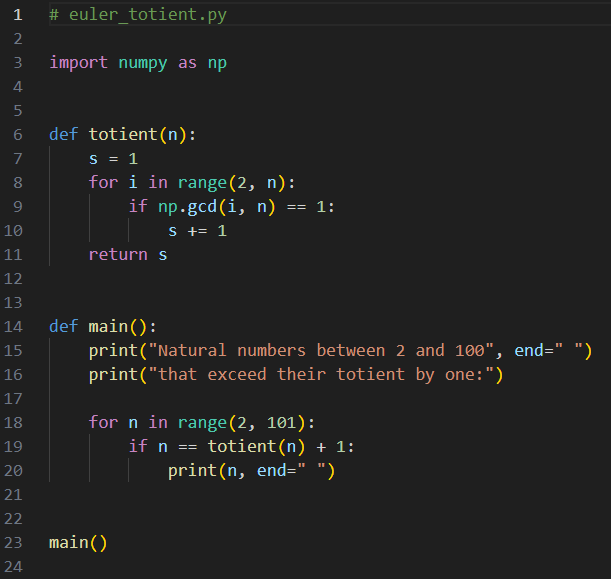 1 # euler_totient.py
2
3 import numpy as np
4
5
6 def totient(n):
7     s = 1
8     for i in range(2, n):
9         if np.gcd(i, n) == 1:
10             s += 1
11     return s
12
13
14 def main():
15     print("Natural numbers between 2 and 100", end=" ")
16     print("that exceed their totient by one:")
17
18     for n in range(2, 101):
19         if n == totient(n) + 1:
20             print(n, end=" ")
21
22
23 main()
24